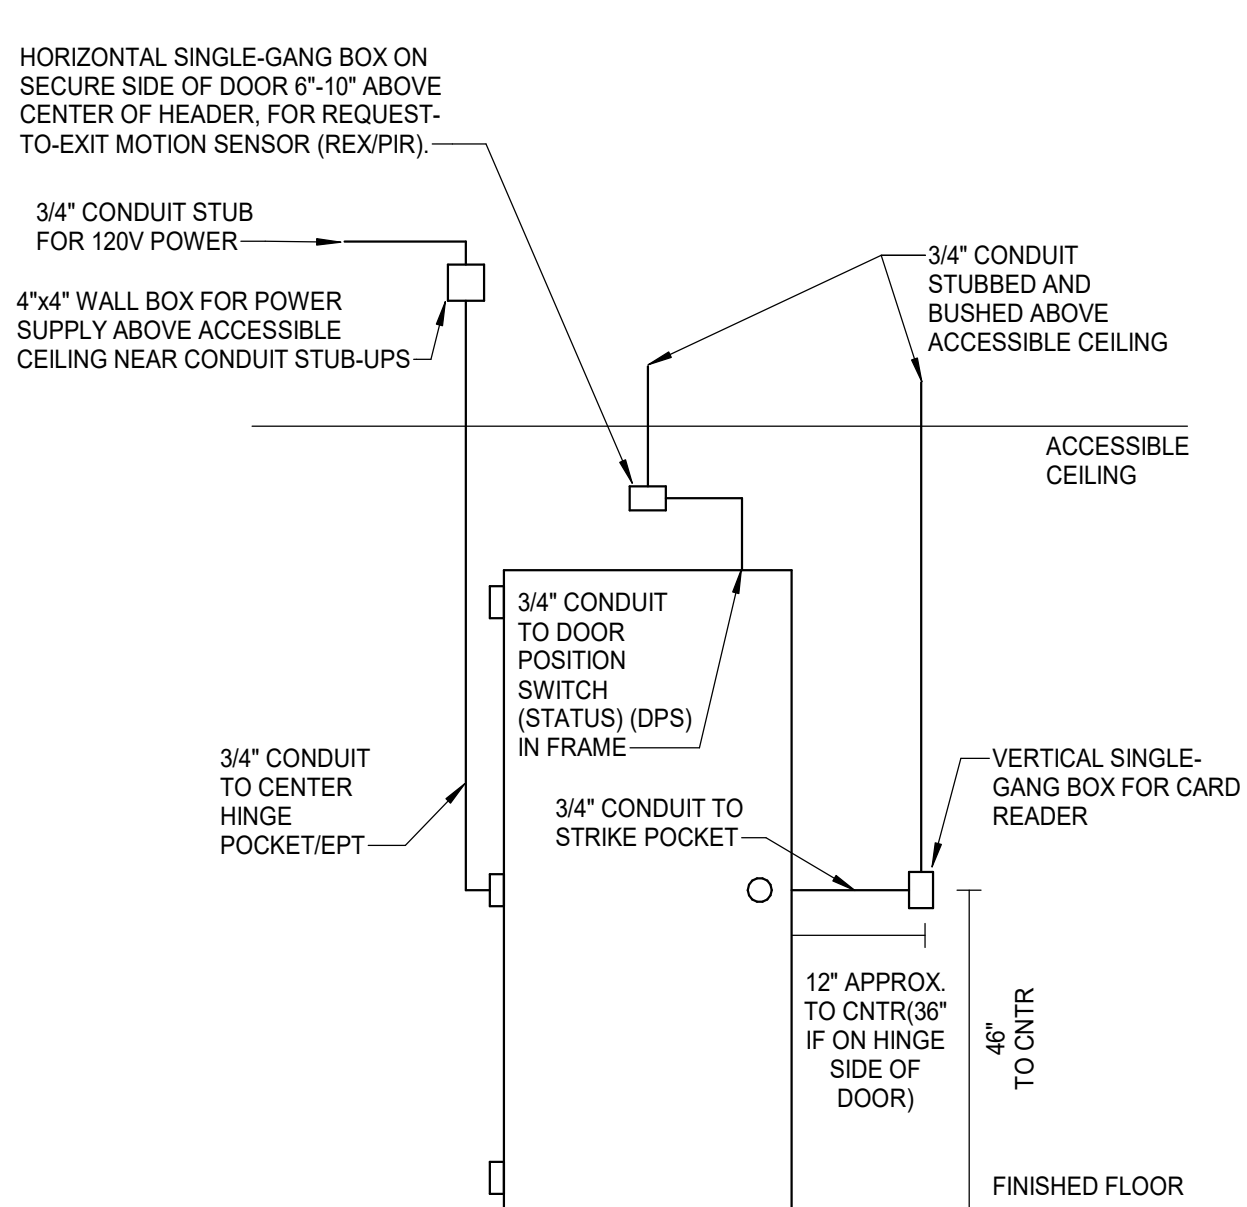 HORIZONTAL SINGLE-GANG BOX ON
SECURE SIDE OF DOOR 6"-10" ABOVE
CENTER OF HEADER, FOR REQUEST-
TO-EXIT MOTION SENSOR (REX/PIR).
3/4" CONDUIT STUB
FOR 120V POWER
4"x4" WALL BOX FOR POWER
SUPPLY ABOVE ACCESSIBLE
CEILING NEAR CONDUIT STUB-UPS
3/4" CONDUIT
STUBBED AND
BUSHED ABOVE
ACCESSIBLE CEILING
ACCESSIBLE
CEILING
3/4" CONDUIT
TO DOOR
POSITION
SWITCH
(STATUS) (DPS)
IN FRAME
3/4" CONDUIT
TO CENTER
HINGE
POCKET/EPT
3/4" CONDUIT TO
STRIKE POCKET
VERTICAL SINGLE-
GANG BOX FOR CARD
READER
12" APPROX.
TO CNTR(36"
IF ON HINGE
SIDE OF
DOOR)
46"
TO CNTR
FINISHED FLOOR